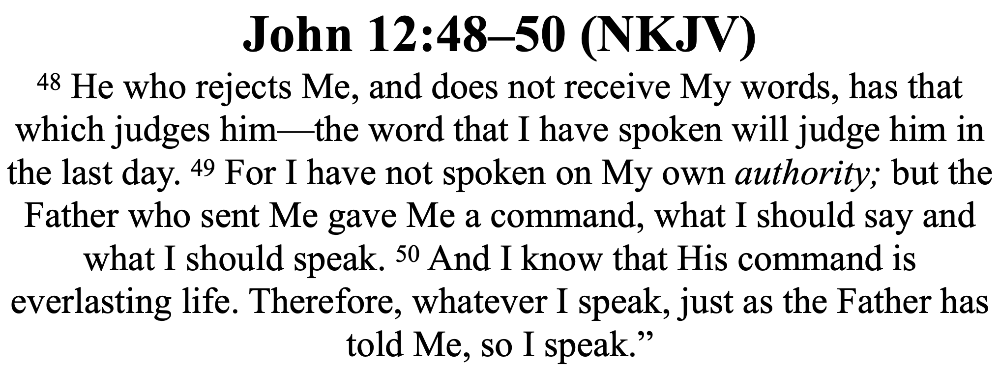 John 12:48–50 (NKJV)
48 He who rejects Me, and does not receive My words, has that
which judges him—the word that I have spoken will judge him in
the last day. 49 For I have not spoken on My own authority; but the
Father who sent Me gave Me a command, what I should say and
what I should speak. 50 And I know that His command is
everlasting life. Therefore, whatever I speak, just as the Father has
told Me, so I speak.”